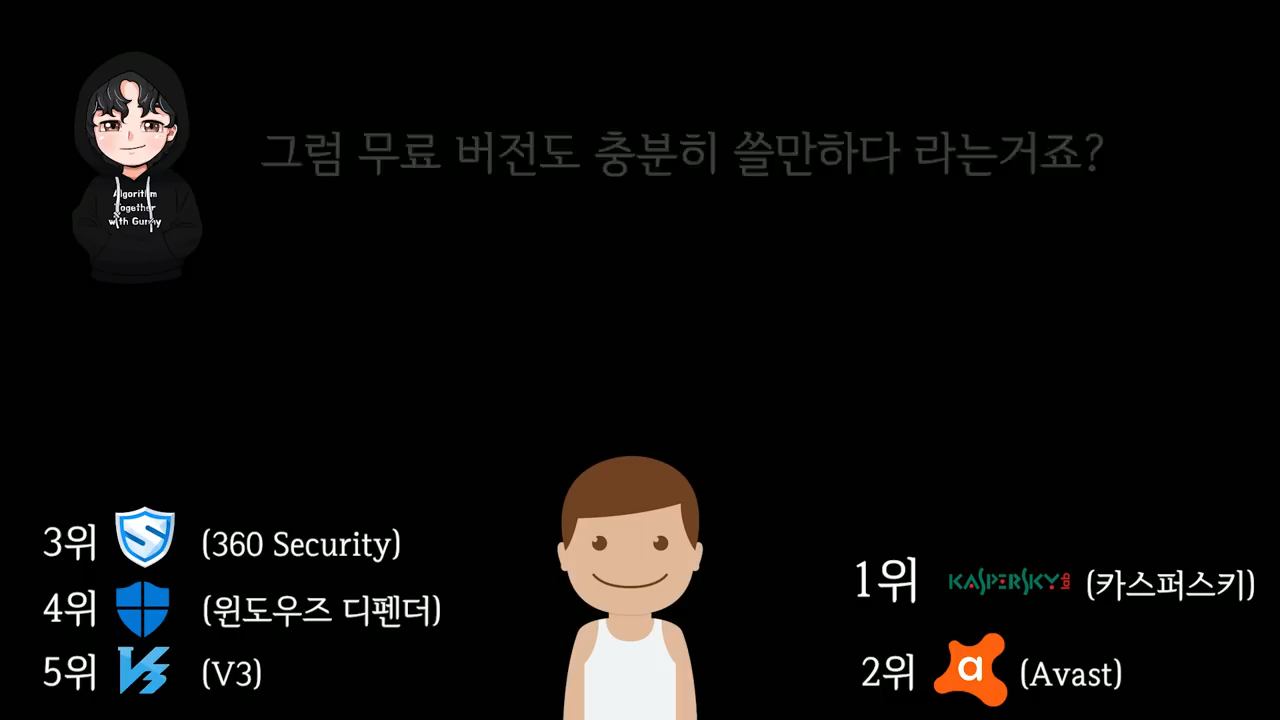 그럼 무료 버전도 충분히 쓸만하다 라는거죠?
Algorithm
Together
with Gunny
3위 (360 Security)
4위 (윈도우즈 디펜더)
5위 V3 (V3)
1위 KASPERSKY lab (카스퍼스키)
2위 a (Avast)